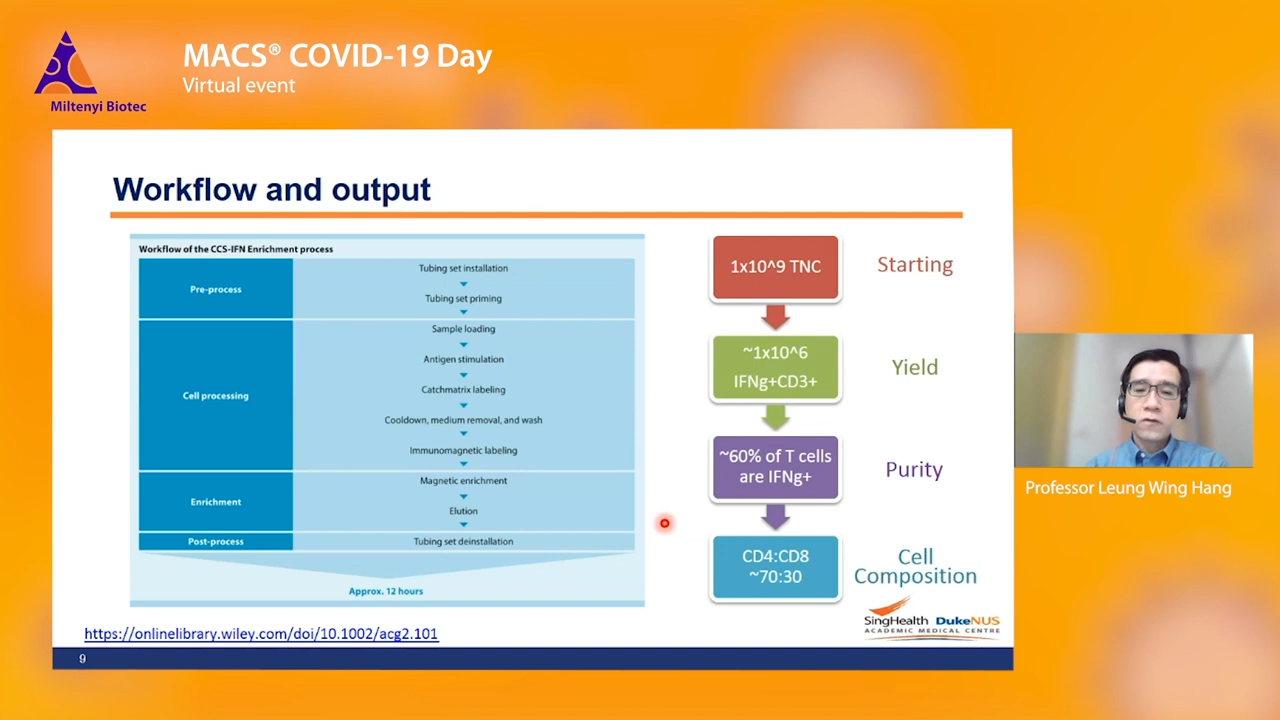 Miltenyi Biotec
MACS® COVID-19 Day
Virtual event
Workflow and output
Workflow of the CCS-IFN Enrichment process
Pre-process
Tubing set installation
Tubing set priming
Cell processing
Sample loading
Antigen stimulation
Catchmatrix labeling
Cooldown, medium removal, and wash
Immunomagnetic labeling
Enrichment
Magnetic enrichment
Elution
Post-process
Tubing set deinstallation
Approx. 12 hours
1x10^9 TNC
Starting
~1x10^6
IFNg+CD3+
Yield
~60% of T cells
are IFNg+
Purity
CD4:CD8
~70:30
Cell
Composition
https://onlinelibrary.wiley.com/doi/10.1002/acg2.101
SingHealth DukeNUS
ACADEMIC MEDICAL CENTRE
9
Professor Leung Wing Hang